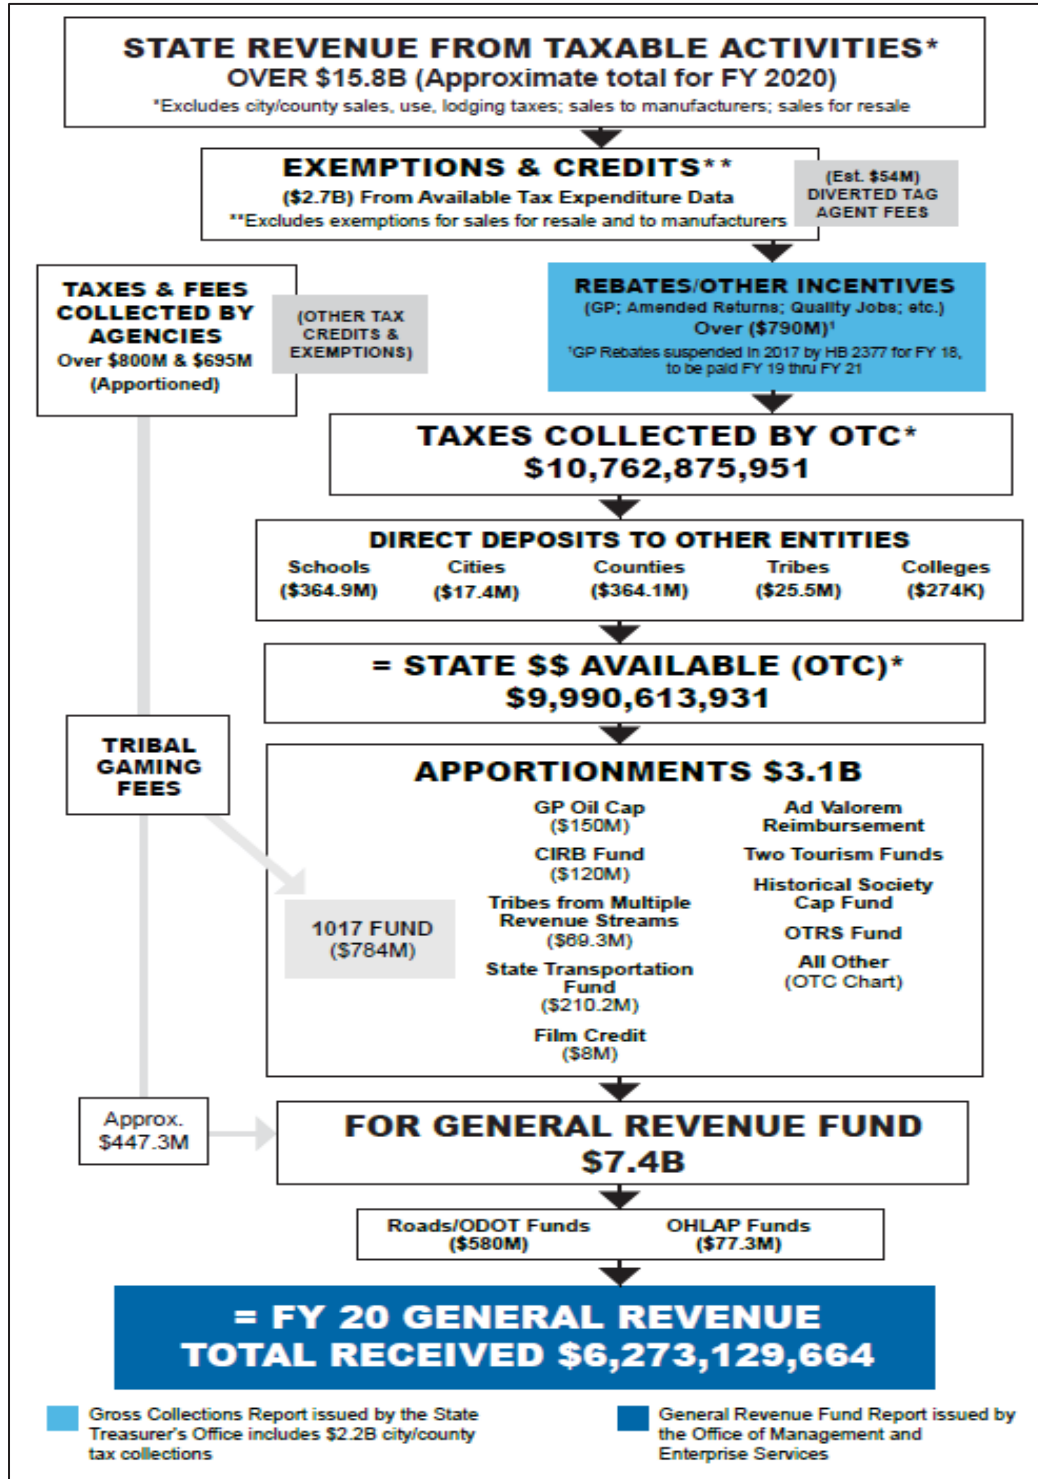 STATE REVENUE FROM TAXABLE ACTIVITIES*
OVER $15.8B (Approximate total for FY 2020)
*Excludes city/county sales, use, lodging taxes; sales to manufacturers; sales for resale
EXEMPTIONS & CREDITS**
($2.7B) From Available Tax Expenditure Data
**Excludes exemptions for sales for resale and to manufacturers
(Est. $54M)
DIVERTED TAG
AGENT FEES
TAXES & FEES
COLLECTED BY
AGENCIES
Over $800M & $695M
(Apportioned)
(OTHER TAX
CREDITS &
EXEMPTIONS)
REBATES/OTHER INCENTIVES
(GP; Amended Returns; Quality Jobs; etc.)
Over ($790M)¹
¹GP Rebates suspended in 2017 by HB 2377 for FY 18,
to be paid FY 19 thru FY 21
TAXES COLLECTED BY OTC*
$10,762,875,951
DIRECT DEPOSITS TO OTHER ENTITIES
Schools Cities Counties Tribes Colleges
($364.9M) ($17.4M) ($364.1M) ($25.5M) ($274K)
= STATE $$ AVAILABLE (OTC)*
$9,990,613,931
TRIBAL
GAMING
FEES
APPORTIONMENTS $3.1B
1017 FUND
($784M)
GP Oil Cap
($150M)
CIRB Fund
($120M)
Tribes from Multiple
Revenue Streams
($69.3M)
State Transportation
Fund
($210.2M)
Film Credit
($8M)
Ad Valorem
Reimbursement
Two Tourism Funds
Historical Society
Cap Fund
OTRS Fund
All Other
(OTC Chart)
Approx.
$447.3M
FOR GENERAL REVENUE FUND
$7.4B
Roads/ODOT Funds OHLAP Funds
($580M) ($77.3M)
= FY 20 GENERAL REVENUE
TOTAL RECEIVED $6,273,129,664
Gross Collections Report issued by the State
Treasurer's Office includes $2.2B city/county
tax collections
General Revenue Fund Report issued by
the Office of Management and
Enterprise Services